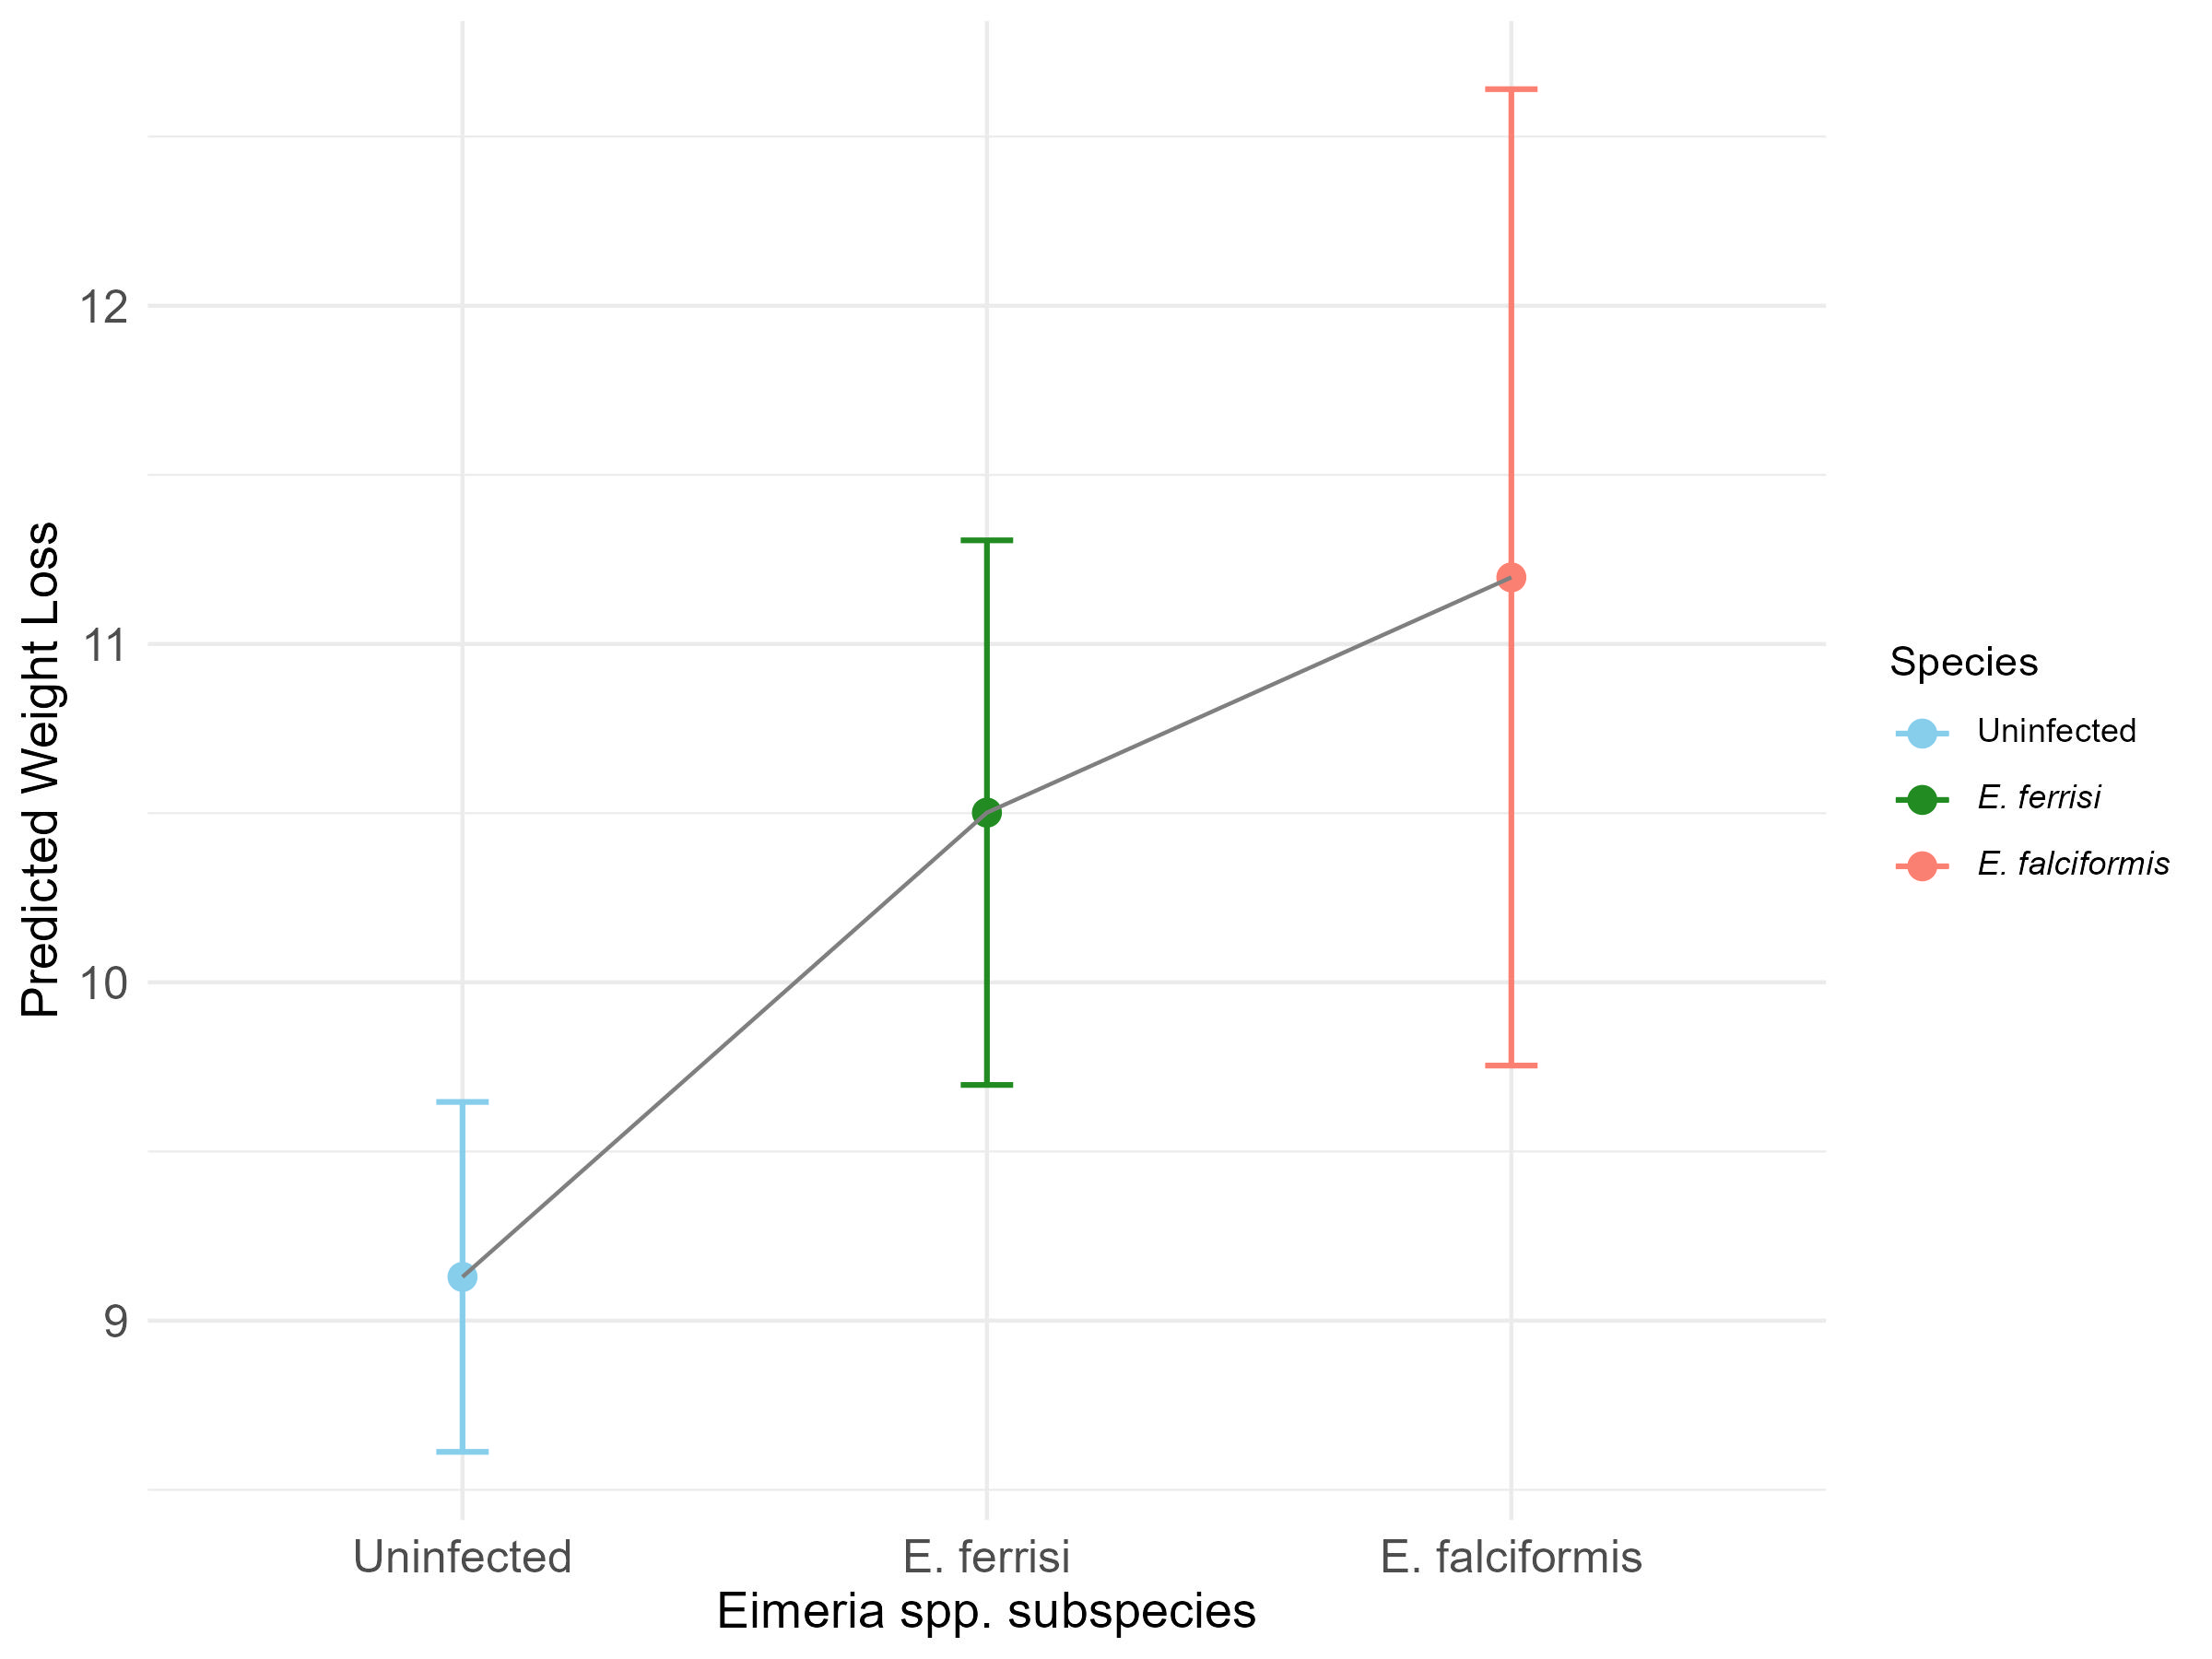 Predicted Weight Loss
12
11
10
9
Uninfected
E. ferrisi
E. falciformis
Eimeria spp. subspecies
Species
Uninfected
E. ferrisi
E. falciformis